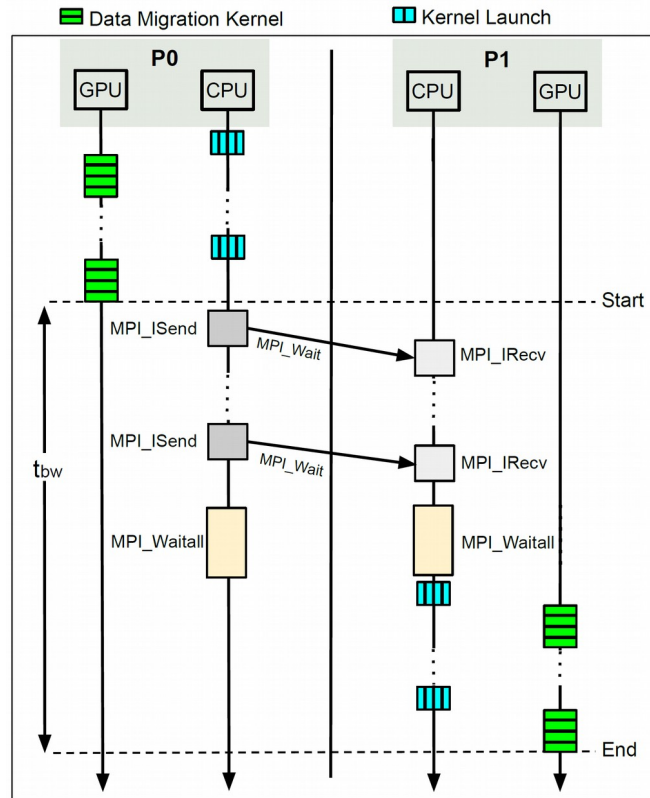 Data Migration Kernel
Kernel Launch
P0
P1
GPU
CPU
CPU
GPU
Start
MPI_ISend
MPI_Wait
MPI_IRecv
MPI_ISend
MPI_Wait
MPI_IRecv
tbw
MPI_Waitall
MPI_Waitall
End